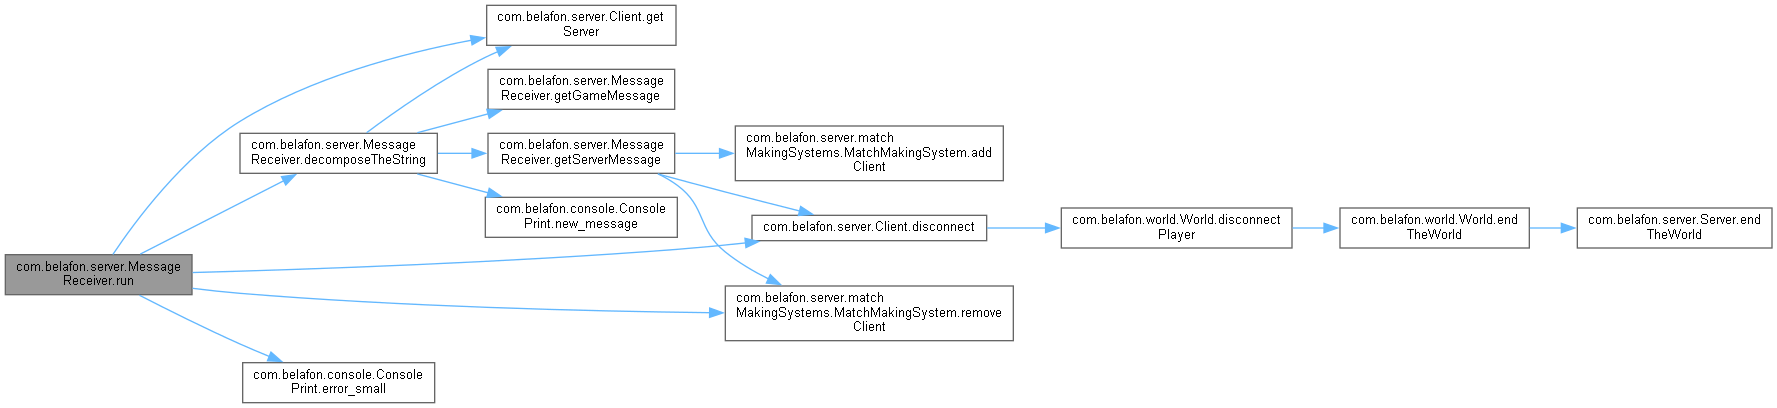 com.belafon.server.Client.get
Server
com.belafon.server.Message
Receiver.getGameMessage
com.belafon.server.Message
Receiver.decomposeTheString
com.belafon.server.Message
Receiver.getServerMessage
com.belafon.server.match
MakingSystems.MatchMakingSystem.add
Client
com.belafon.console.Console
Print.new_message
com.belafon.server.Client.disconnect
com.belafon.world.World.disconnect
Player
com.belafon.world.World.end
TheWorld
com.belafon.server.Server.end
TheWorld
com.belafon.server.Message
Receiver.run
com.belafon.server.match
MakingSystems.MatchMakingSystem.remove
Client
com.belafon.console.Console
Print.error_small